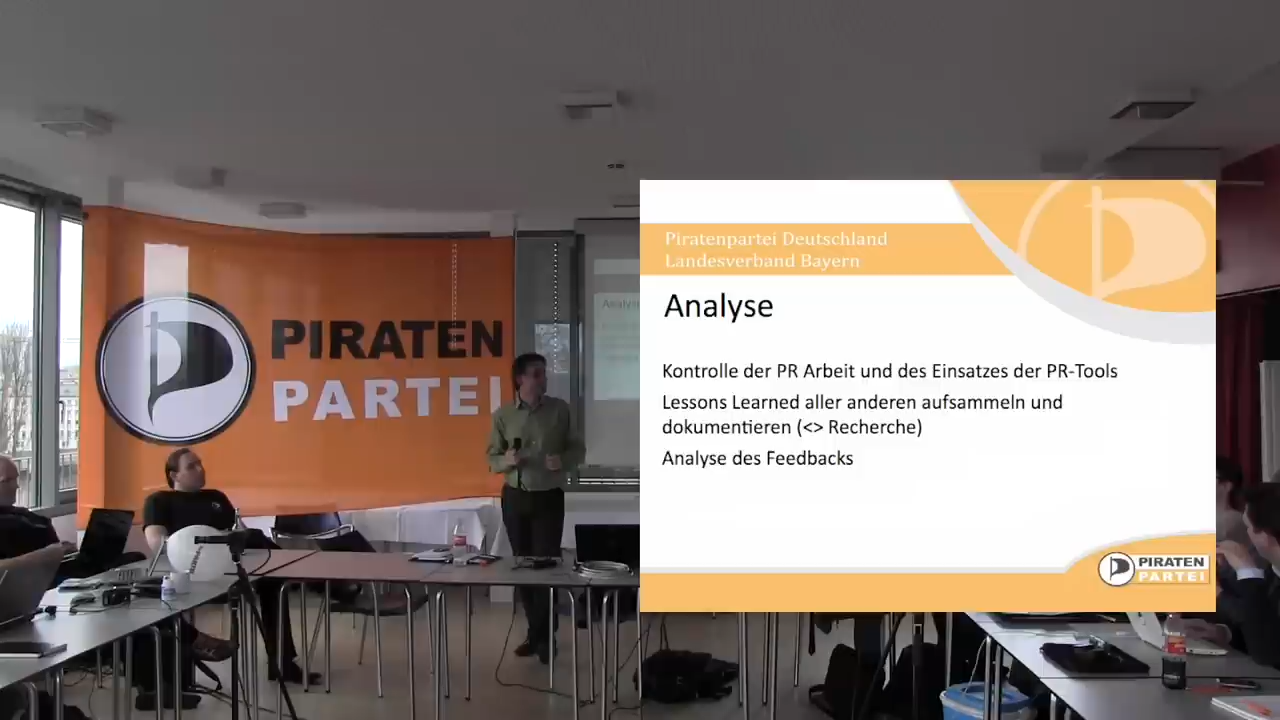 PIRATEN
PARTEI
Analyse
Piratenpartei Deutschland
Landesverband Bayern
Analyse
Kontrolle der PR Arbeit und des Einsatzes der PR-Tools
Lessons Learned aller anderen aufsammeln und
dokumentieren (<> Recherche)
Analyse des Feedbacks
PIRATEN
PARTEI